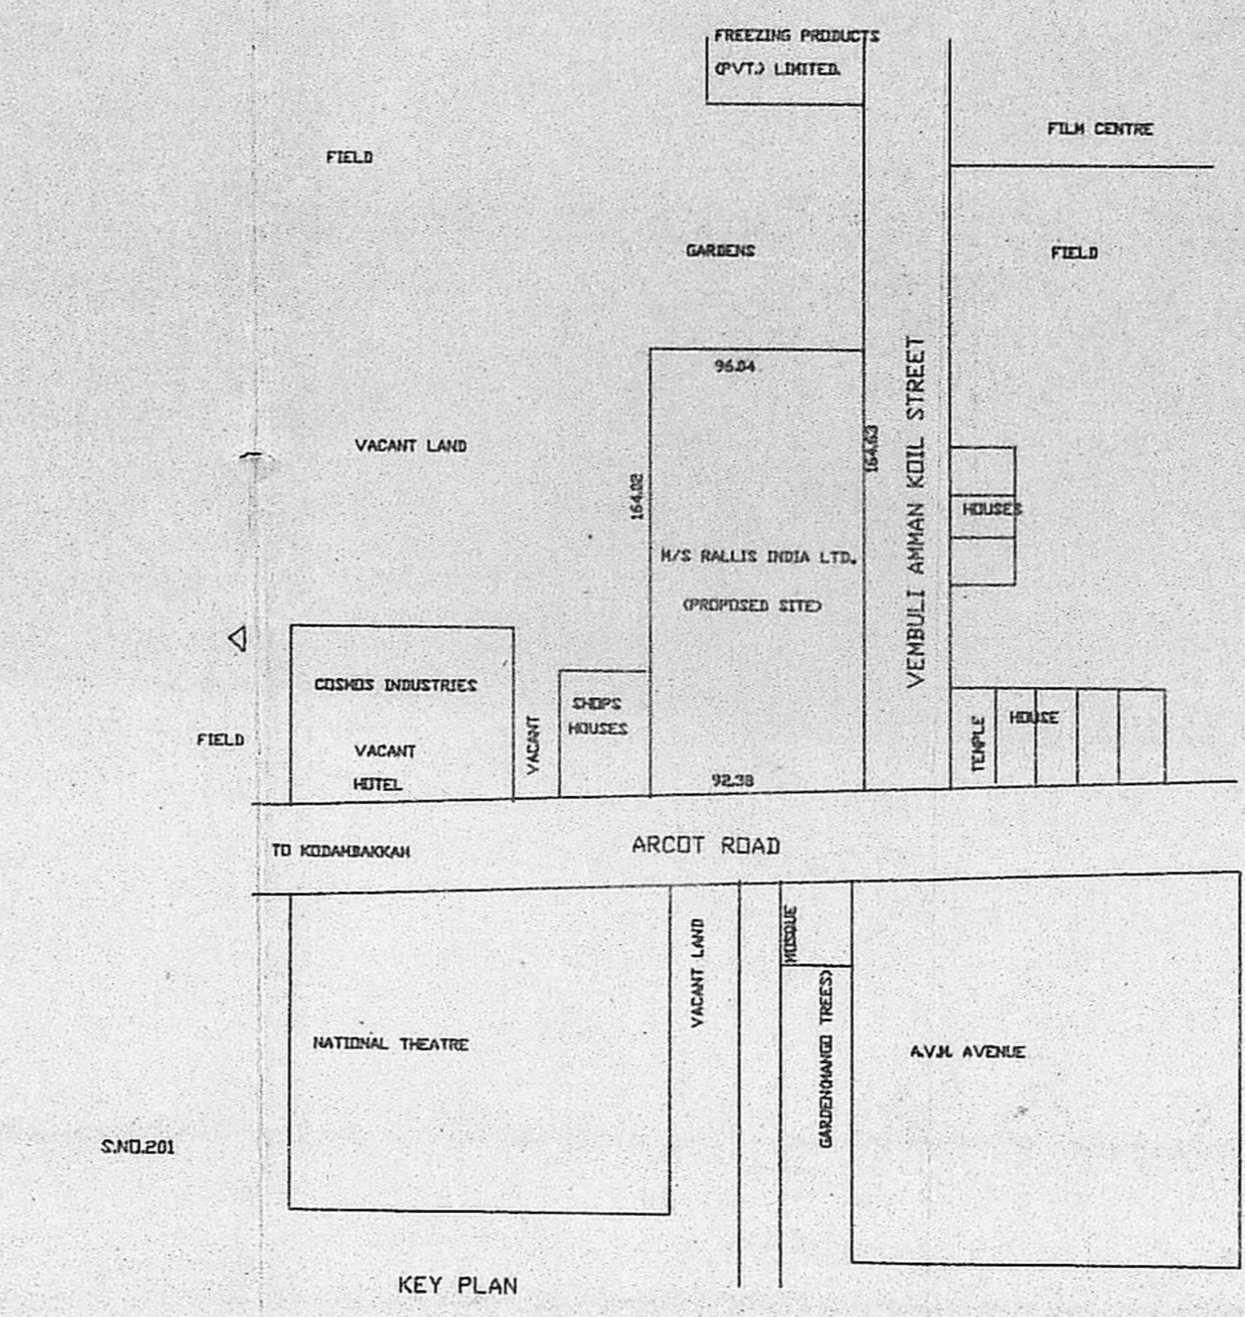 FREEZING PRODUCTS
(PVT.) LIMITED.
FILM CENTRE
FIELD
GARDENS
FIELD
96.04
VEMBULI AMMAN KOIL STREET
VACANT LAND
164.63
164.02
HOUSES
M/S RALLIS INDIA LTD.
(PROPOSED SITE)
COSMOS INDUSTRIES
SHOPS
HOUSES
TEMPLE
HOUSE
FIELD
VACANT
VACANT
HOTEL
92.38
TO KODAMBAKKAM
ARCOT ROAD
MOSQUE
VACANT LAND
GARDEN(MANGO TREES)
NATIONAL THEATRE
A.V.M. AVENUE
S.NO.201
KEY PLAN